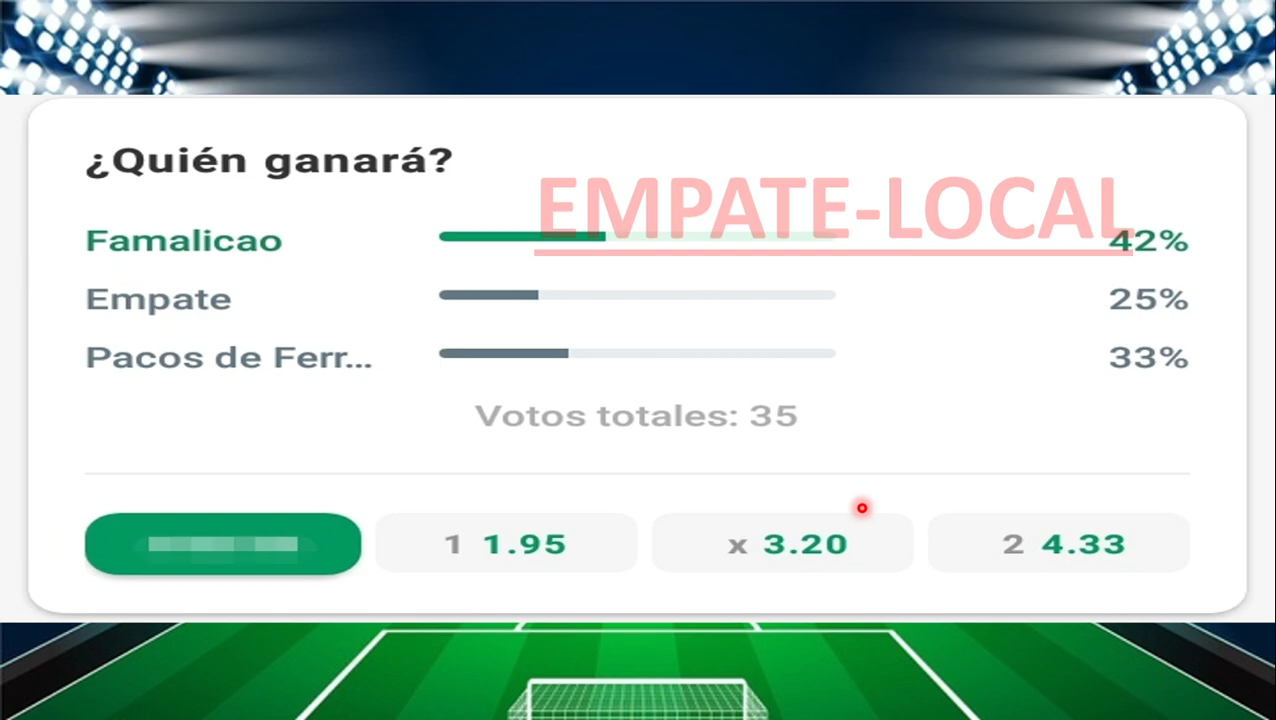 ¿Quién ganará?
EMPATE-LOCAL
Famalicao 42%
Empate 25%
Pacos de Ferr... 33%
Votos totales: 35
1 1.95 x 3.20 2 4.33